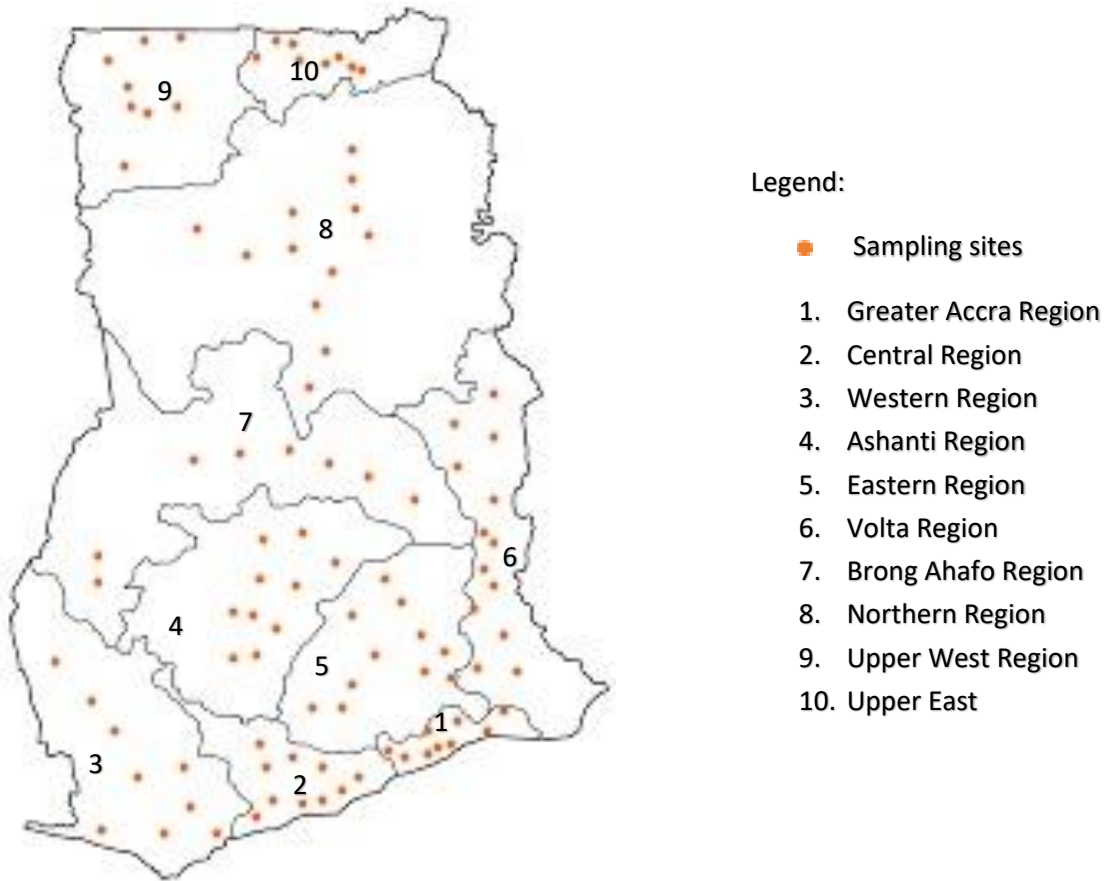 10
9
8
7
6
4
5
1
3
2
Legend:
Sampling sites
1. Greater Accra Region
2. Central Region
3. Western Region
4. Ashanti Region
5. Eastern Region
6. Volta Region
7. Brong Ahafo Region
8. Northern Region
9. Upper West Region
10. Upper East